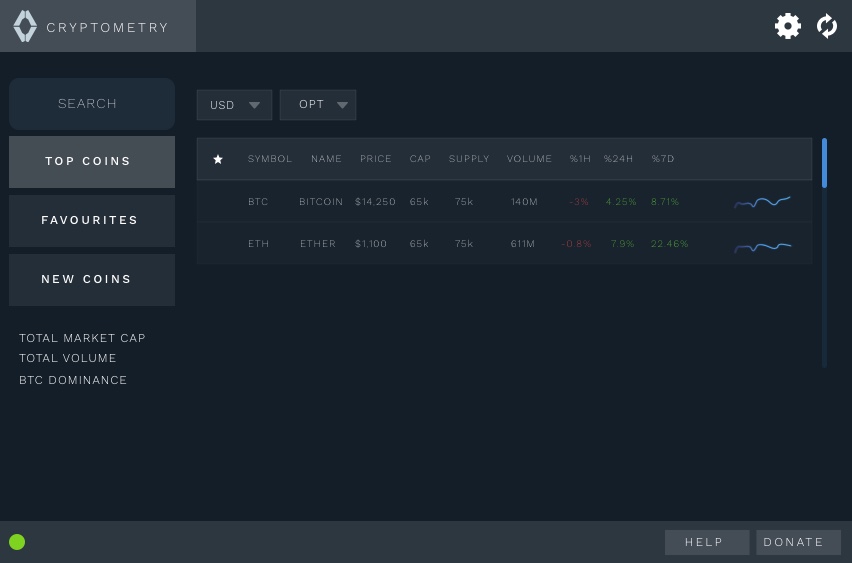 CRYPTOMETRY
SEARCH
TOP COINS
FAVOURITES
NEW COINS
TOTAL MARKET CAP
TOTAL VOLUME
BTC DOMINANCE
USD OPT
SYMBOL NAME PRICE CAP SUPPLY VOLUME %1H %24H %7D
BTC BITCOIN $14,250 65k 75k 140M -3% 4.25% 8.71%
ETH ETHER $1,100 65k 75k 611M -0.8% 7.9% 22.46%
HELP DONATE